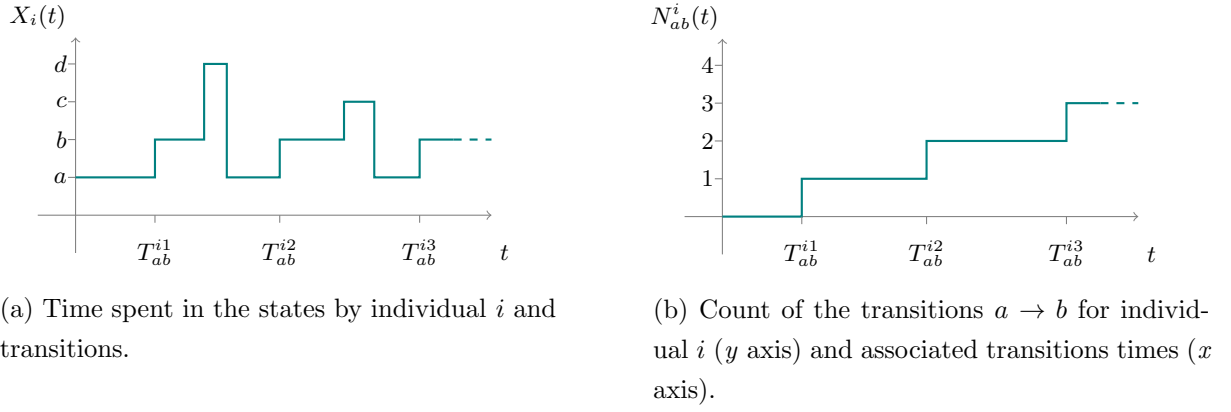 X_i(t)
d
c
b
a
T_{ab}^{i1} T_{ab}^{i2} T_{ab}^{i3} t
(a) Time spent in the states by individual i and
transitions.
N_{ab}^{i}(t)
4
3
2
1
T_{ab}^{i1} T_{ab}^{i2} T_{ab}^{i3} t
(b) Count of the transitions a → b for individ-
ual i (y axis) and associated transitions times (x
axis).